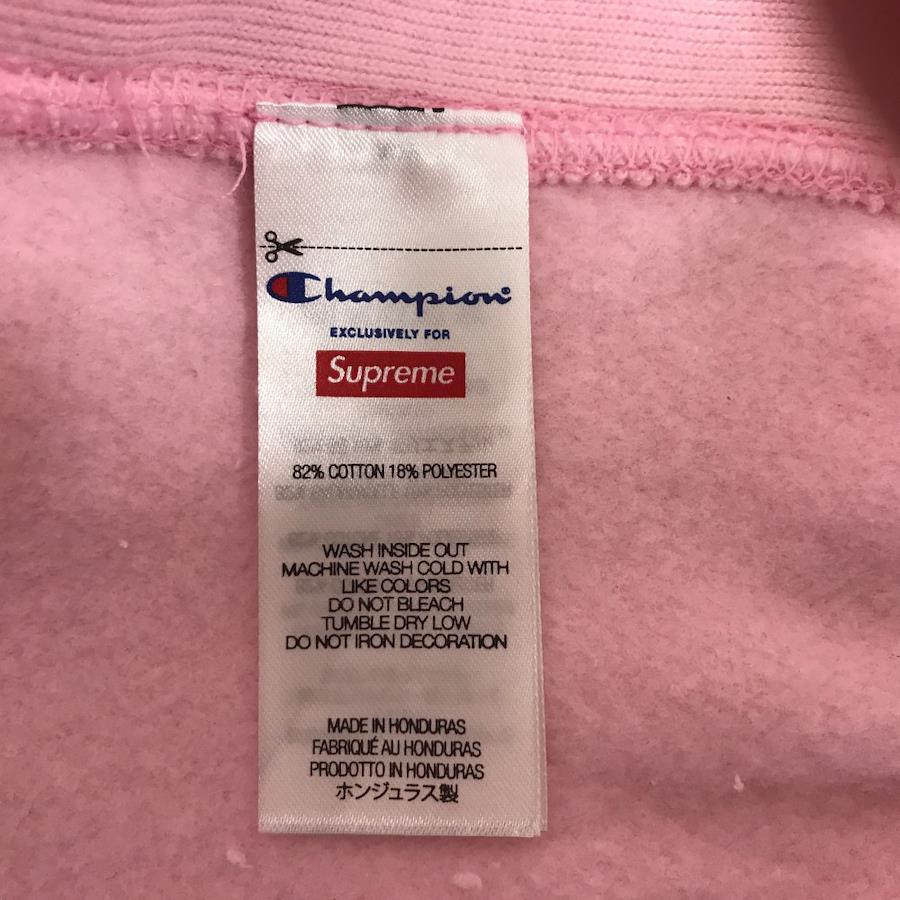 Champion
EXCLUSIVELY FOR
Supreme
82% COTTON 18% POLYESTER
WASH INSIDE OUT
MACHINE WASH COLD WITH
LIKE COLORS
DO NOT BLEACH
TUMBLE DRY LOW
DO NOT IRON DECORATION
MADE IN HONDURAS
FABRIQUÉ AU HONDURAS
PRODOTTO IN HONDURAS
ホンジュラス製